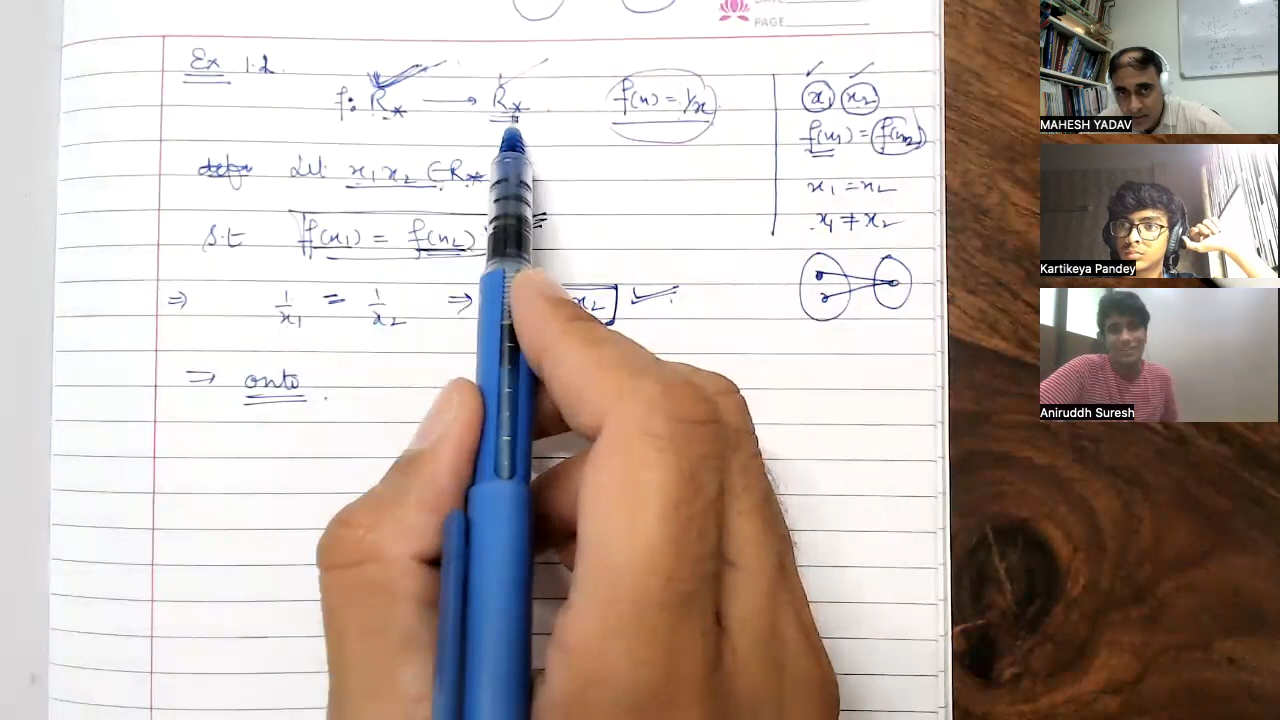 PAGE
Ex 1.2
f: R* → R* f(x) = 1/x
Let x1 x2 ∈ R*
s.t f(x1) = f(x2)
⇒ 1/x1 = 1/x2 ⇒ x2
⇒ onto.
x1 x2
f(x1) = f(x2)
x1 = x2
x1 ≠ x2
MAHESH YADAV
Kartikeya Pandey
Aniruddh Suresh